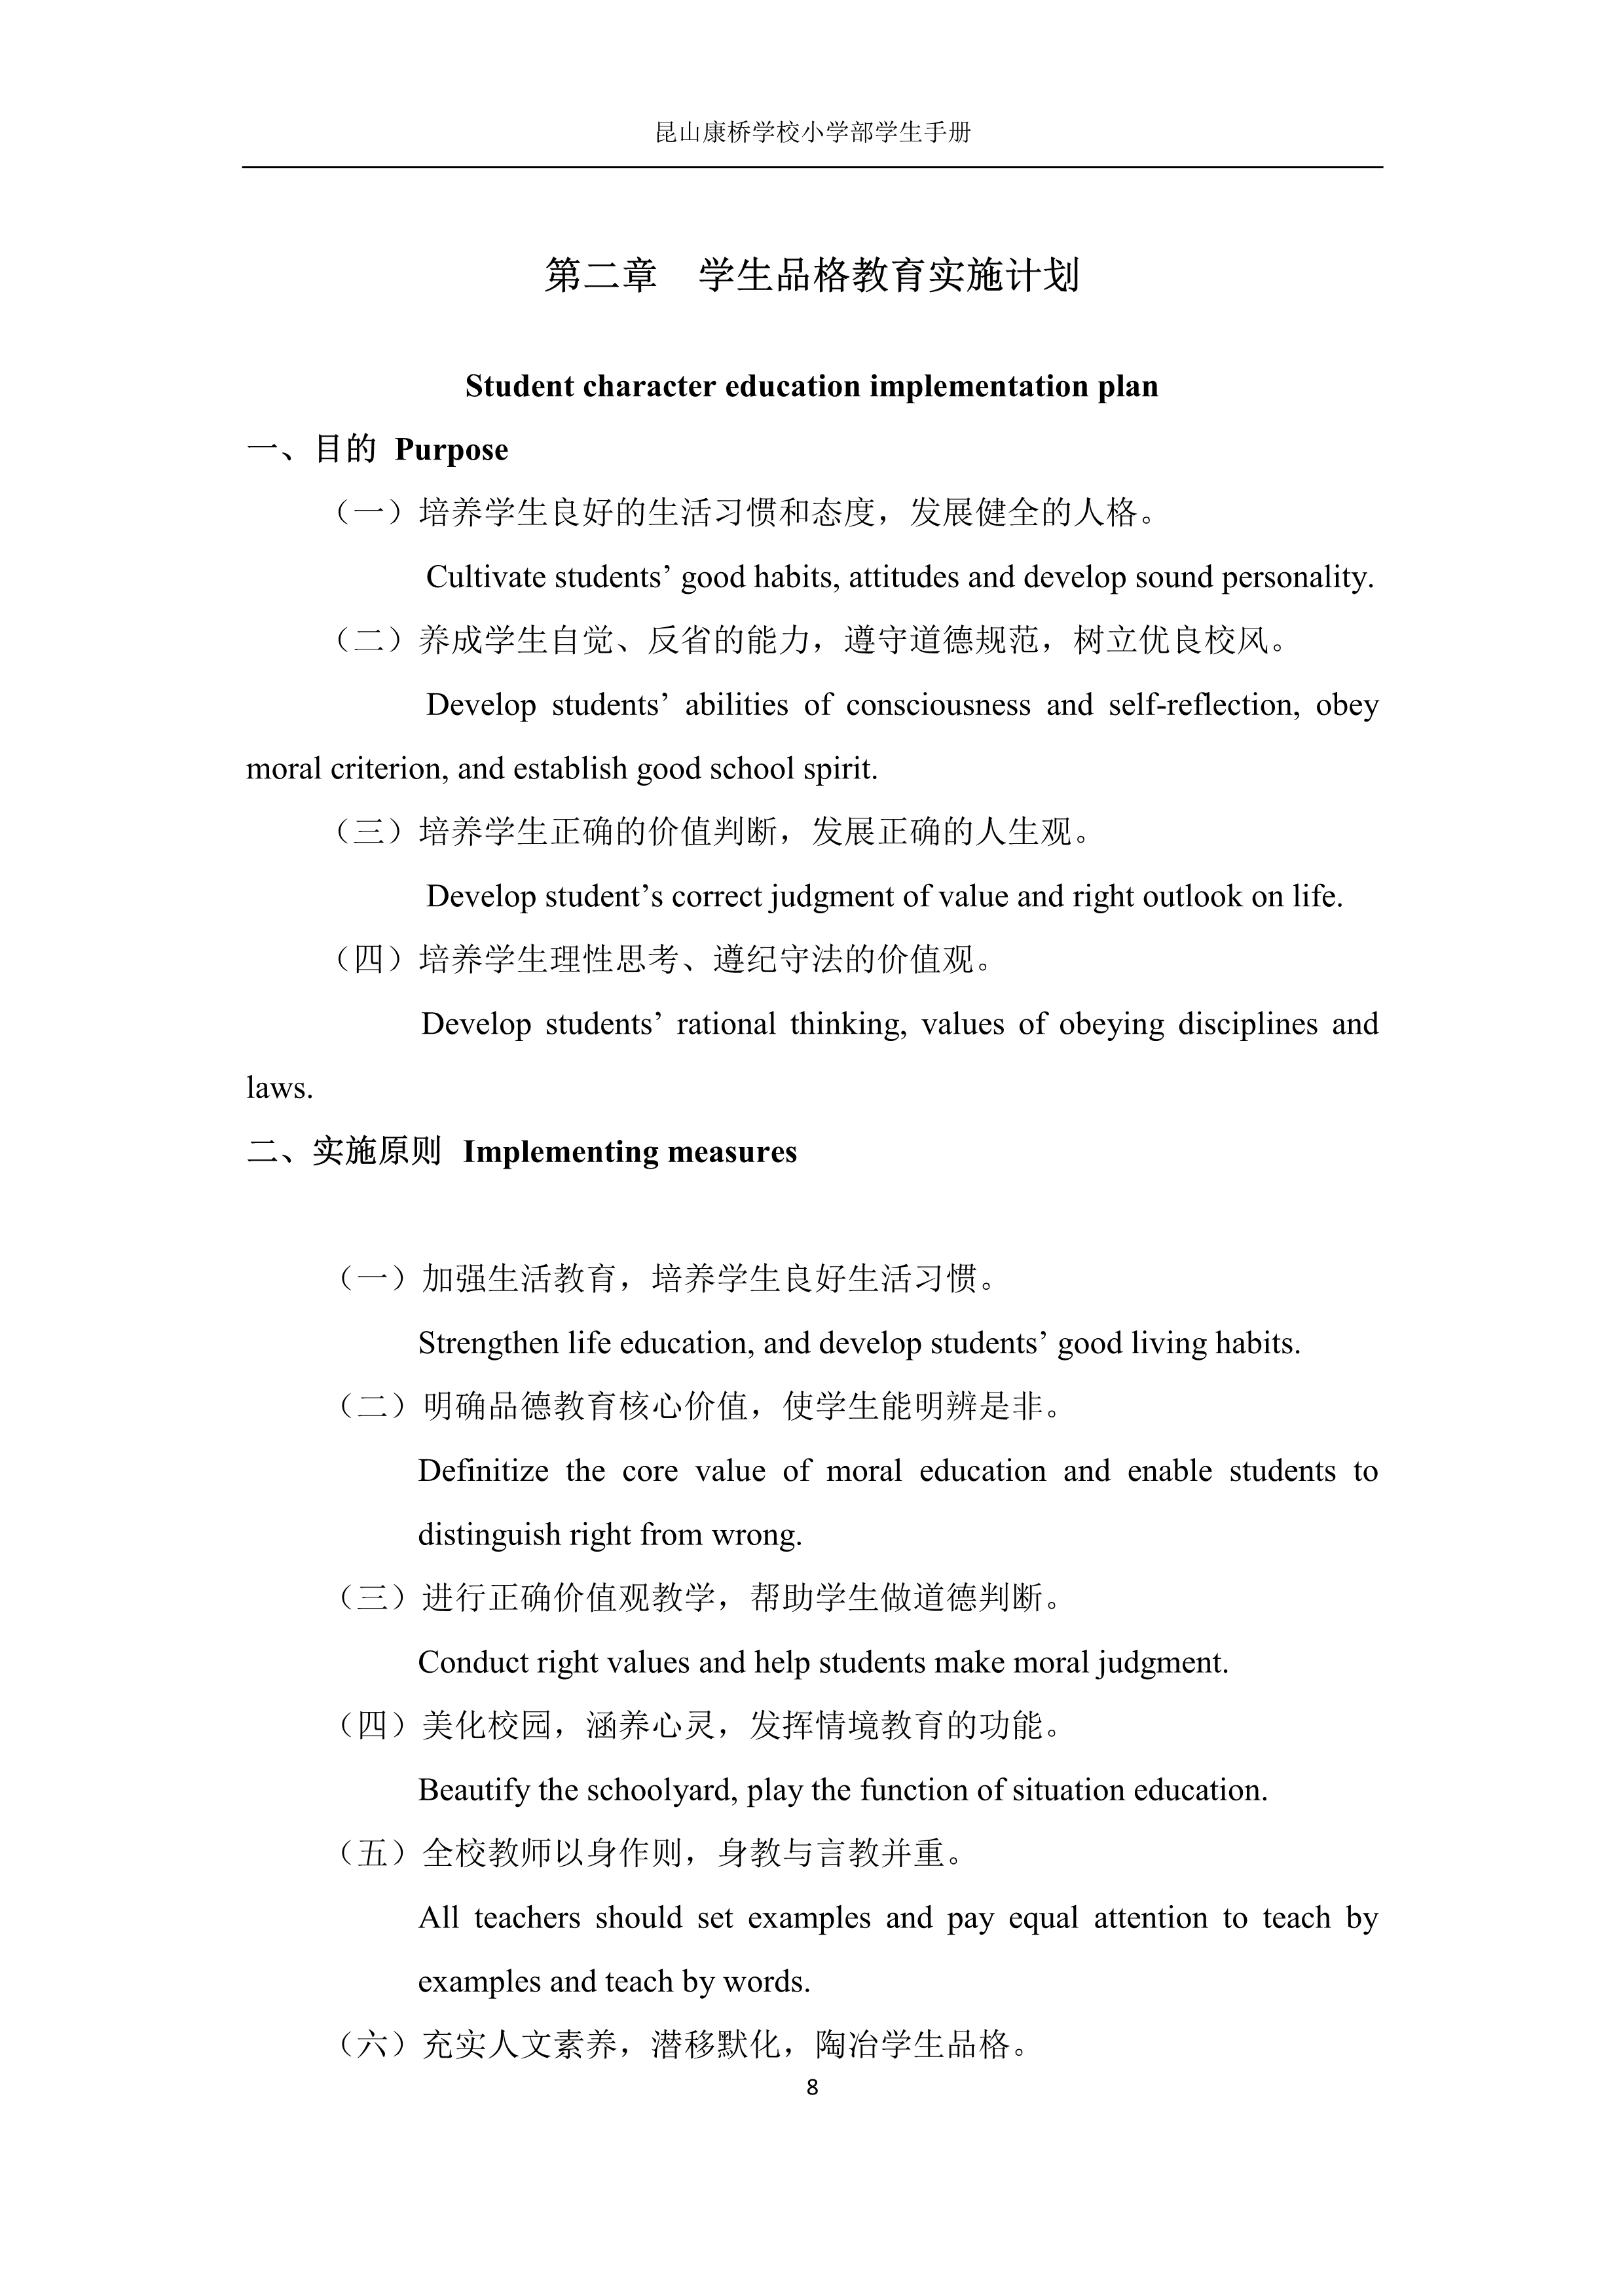 昆山康桥学校小学部学生手册
第二章　学生品格教育实施计划
Student character education implementation plan
一、目的 Purpose
（一）培养学生良好的生活习惯和态度，发展健全的人格。
Cultivate students’ good habits, attitudes and develop sound personality.
（二）养成学生自觉、反省的能力，遵守道德规范，树立优良校风。
Develop students’ abilities of consciousness and self-reflection, obey
moral criterion, and establish good school spirit.
（三）培养学生正确的价值判断，发展正确的人生观。
Develop student’s correct judgment of value and right outlook on life.
（四）培养学生理性思考、遵纪守法的价值观。
Develop students’ rational thinking, values of obeying disciplines and
laws.
二、实施原则 Implementing measures
（一）加强生活教育，培养学生良好生活习惯。
Strengthen life education, and develop students’ good living habits.
（二）明确品德教育核心价值，使学生能明辨是非。
Definitize the core value of moral education and enable students to
distinguish right from wrong.
（三）进行正确价值观教学，帮助学生做道德判断。
Conduct right values and help students make moral judgment.
（四）美化校园，涵养心灵，发挥情境教育的功能。
Beautify the schoolyard, play the function of situation education.
（五）全校教师以身作则，身教与言教并重。
All teachers should set examples and pay equal attention to teach by
examples and teach by words.
（六）充实人文素养，潜移默化，陶冶学生品格。
8